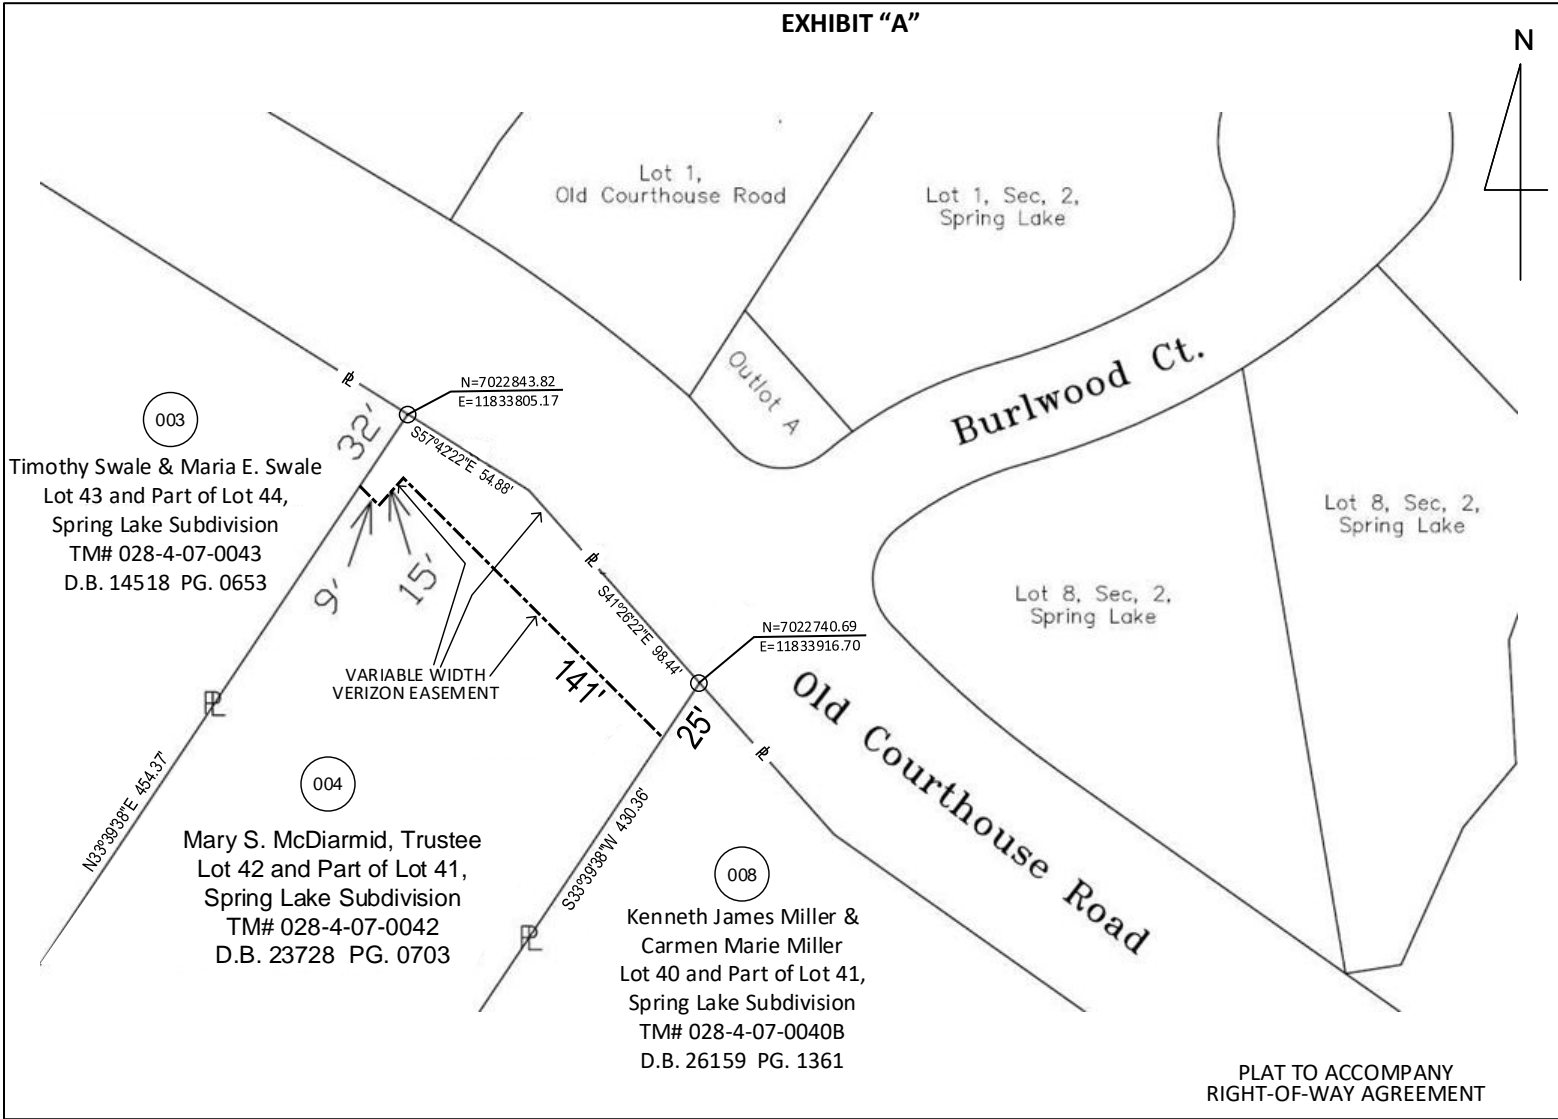 EXHIBIT “A”
N
Lot 1,
Old Courthouse Road
Lot 1, Sec, 2,
Spring Lake
Outlot A
Burlwood Ct.
N=7022843.82
E=11833805.17
003
Timothy Swale & Maria E. Swale
Lot 43 and Part of Lot 44,
Spring Lake Subdivision
TM# 028-4-07-0043
D.B. 14518 PG. 0653
32'
S57°42'22"E 54.88'
9'
15'
Lot 8, Sec, 2,
Spring Lake
Lot 8, Sec, 2,
Spring Lake
S41°26'22"E 98.44'
N=7022740.69
E=11833916.70
VARIABLE WIDTH
VERIZON EASEMENT
141'
25'
Old Courthouse Road
PL
PL
PL
PL
PL
N33°39'38"E 454.37'
004
Mary S. McDiarmid, Trustee
Lot 42 and Part of Lot 41,
Spring Lake Subdivision
TM# 028-4-07-0042
D.B. 23728 PG. 0703
S33°39'38"W 430.36'
008
Kenneth James Miller &
Carmen Marie Miller
Lot 40 and Part of Lot 41,
Spring Lake Subdivision
TM# 028-4-07-0040B
D.B. 26159 PG. 1361
PLAT TO ACCOMPANY
RIGHT-OF-WAY AGREEMENT